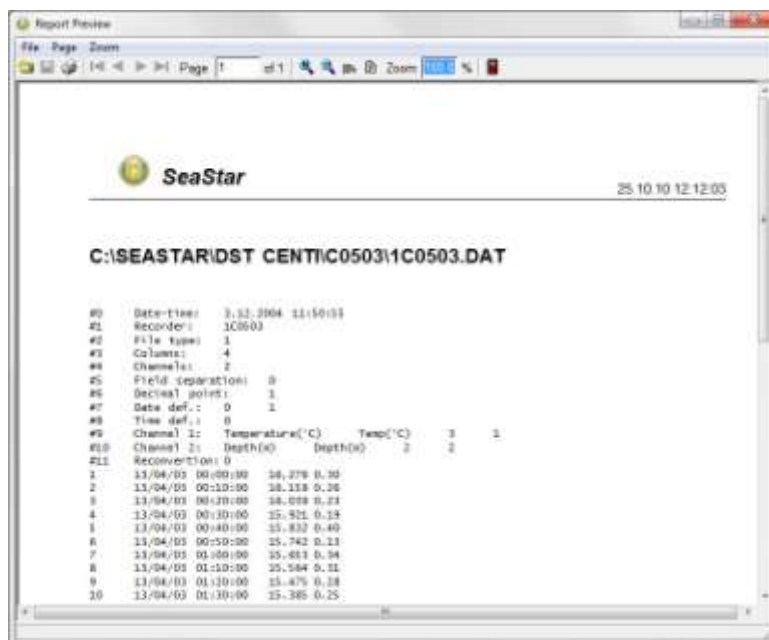 Report Preview
File Page Zoom
Page 1 of 1 Zoom 100.0 %
SeaStar
25.10.10 12:12:03
C:\SEASTAR\DST CENTI\C0503\1C0503.DAT
#0 Date-time: 3.12.2004 11:50:55
#1 Recorder: 1C0503
#2 File type: 1
#3 Columns: 4
#4 Channels: 2
#5 Field separation: 0
#6 Decimal point: 1
#7 Date def.: 0 1
#8 Time def.: 0
#9 Channel 1: Temperature(°C) Temp(°C) 3 1
#10 Channel 2: Depth(m) Depth(m) 2 2
#11 Reconvertion: 0
1 13/04/03 00:00:00 16.276 0.30
2 13/04/03 00:10:00 16.158 0.26
3 13/04/03 00:20:00 0.23
4 13/04/03 00:30:00 15.921 0.19
5 13/04/03 00:40:00 15.832 0.40
6 13/04/03 00:50:00 15.742 0.13
7 13/04/03 01:00:00 15.653 0.34
8 13/04/03 01:10:00 15.564 0.31
9 13/04/03 01:20:00 15.475 0.28
10 13/04/03 01:30:00 15.385 0.25